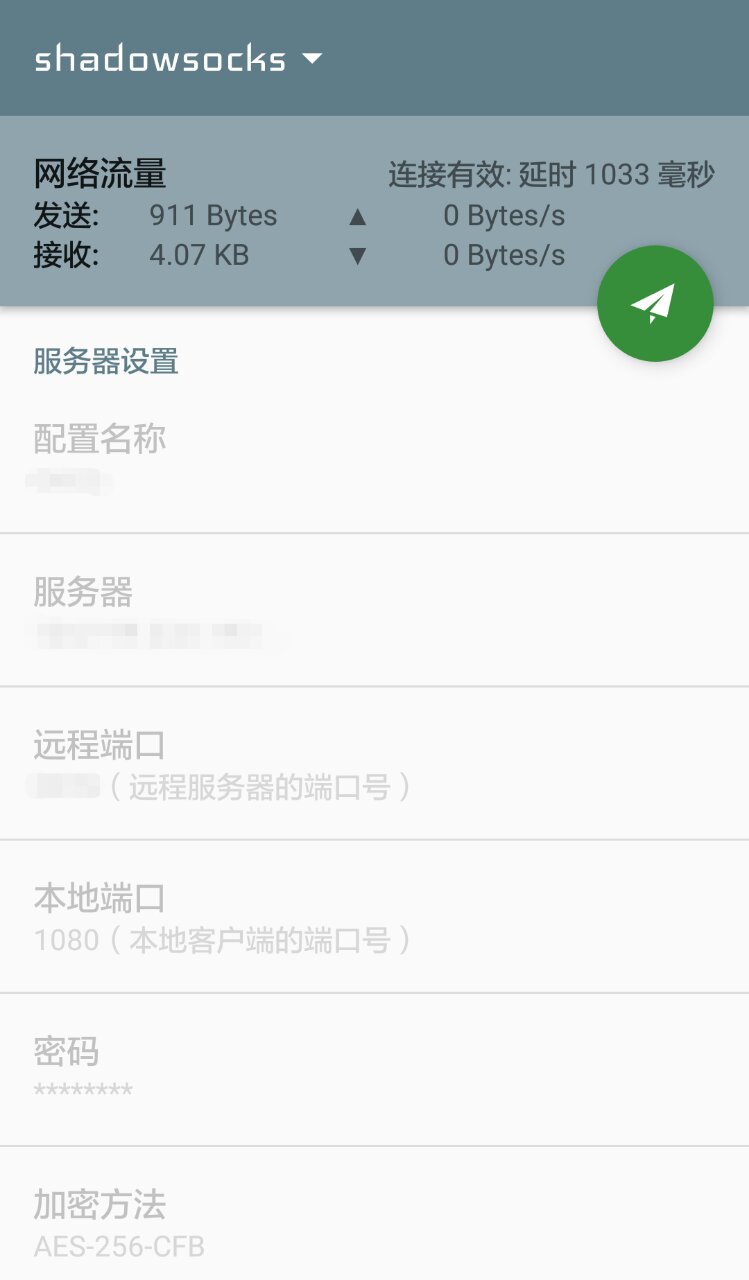 shadowsocks
网络流量 连接有效: 延时 1033 毫秒
发送: 911 Bytes ▲ 0 Bytes/s
接收: 4.07 KB ▼ 0 Bytes/s
服务器设置
配置名称
服务器
远程端口
（远程服务器的端口号）
本地端口
1080（本地客户端的端口号）
密码
********
加密方法
AES-256-CFB